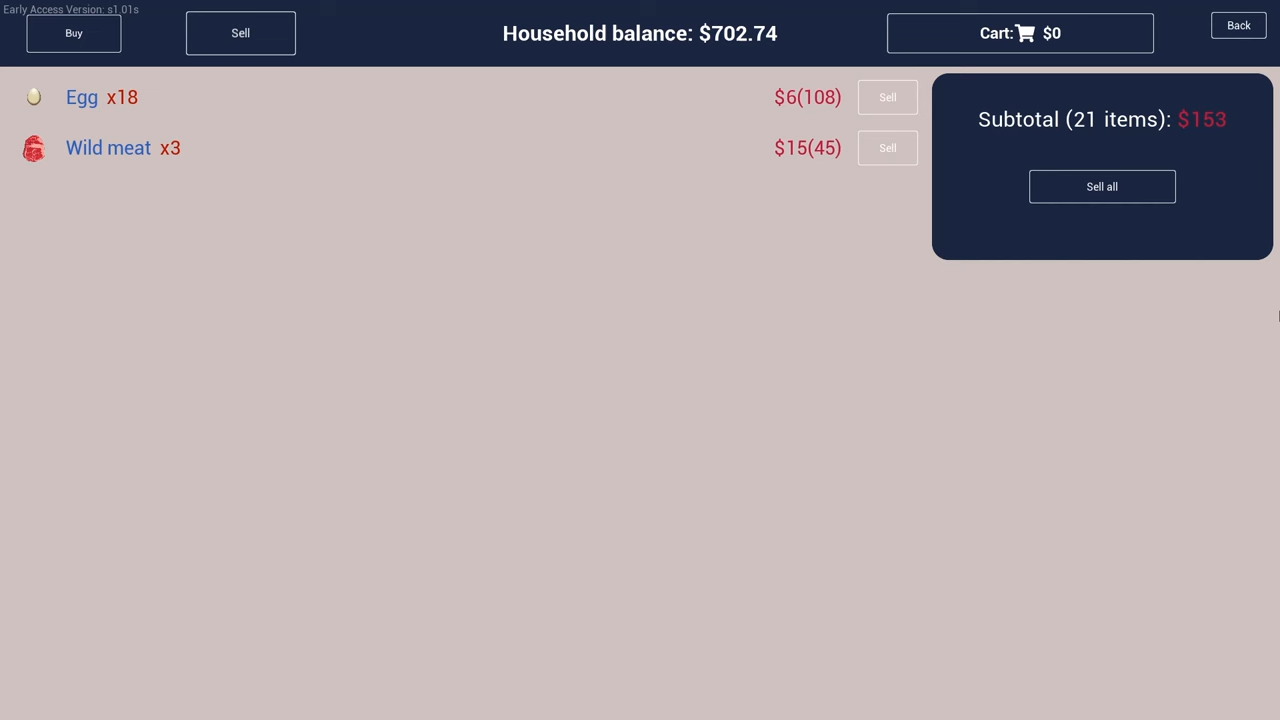 Early Access Version: s1.01s
Buy
Sell
Household balance: $702.74
Cart: $0
Back
Egg x18
$6(108)
Sell
Wild meat x3
$15(45)
Sell
Subtotal (21 items): $153
Sell all